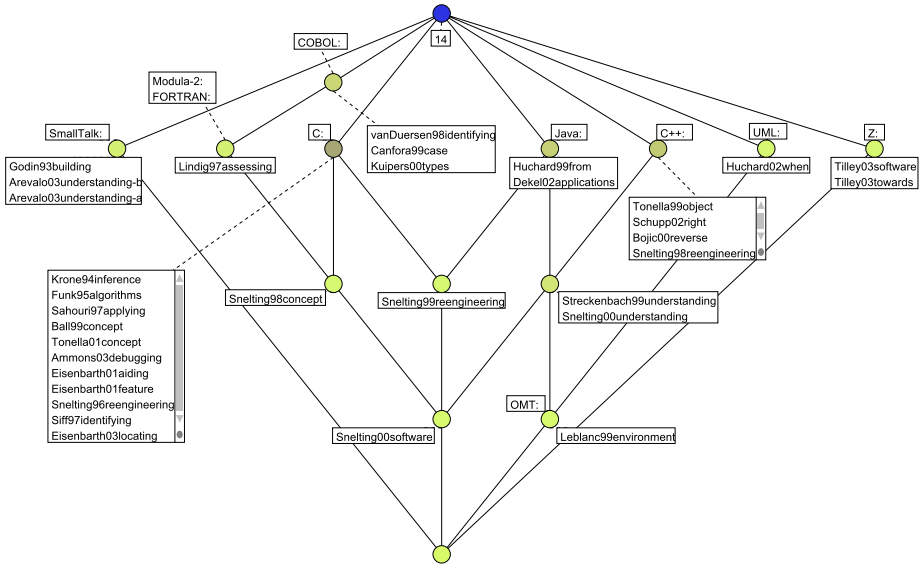 14
COBOL:
Modula-2:
FORTRAN:
SmallTalk:
C:
Java:
C++:
UML:
Z:
vanDuersen98identifying
Canfora99case
Kuipers00types
Godin93building
Arevalo03understanding-b
Arevalo03understanding-a
Lindig97assessing
Huchard99from
Dekel02applications
Huchard02when
Tilley03software
Tilley03towards
Tonella99object
Schupp02right
Bojic00reverse
Snelting98reengineering
Krone94inference
Funk95algorithms
Sahouri97applying
Ball99concept
Tonella01concept
Ammons03debugging
Eisenbarth01aiding
Eisenbarth01feature
Snelting96reengineering
Siff97identifying
Eisenbarth03locating
Snelting98concept
Snelting99reengineering
Streckenbach99understanding
Snelting00understanding
OMT:
Snelting00software
Leblanc99environment